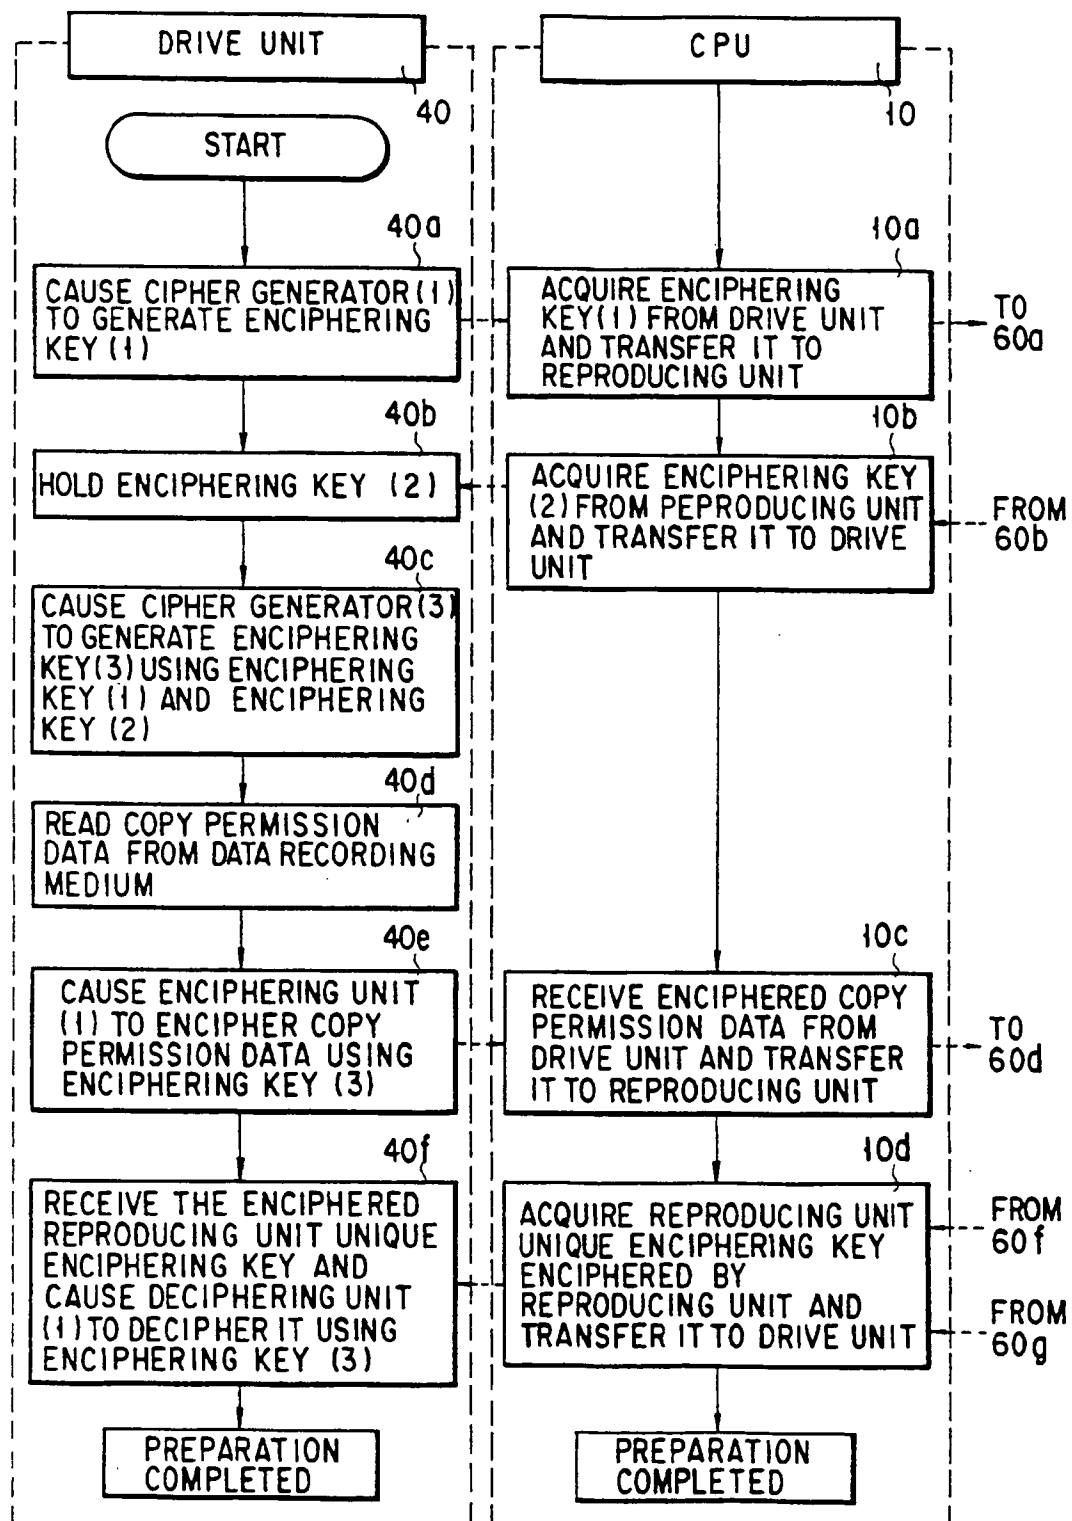 DRIVE UNIT
40
START
40a
CAUSE CIPHER GENERATOR(1)
TO GENERATE ENCIPHERING
KEY(1)
40b
HOLD ENCIPHERING KEY (2)
40c
CAUSE CIPHER GENERATOR(3)
TO GENERATE ENCIPHERING
KEY(3)USING ENCIPHERING
KEY(1) AND ENCIPHERING
KEY(2)
40d
READ COPY PERMISSION
DATA FROM DATA RECORDING
MEDIUM
40e
CAUSE ENCIPHERING UNIT
(1) TO ENCIPHER COPY
PERMISSION DATA USING
ENCIPHERING KEY (3)
40f
RECEIVE THE ENCIPHERED
REPRODUCING UNIT UNIQUE
ENCIPHERING KEY AND
CAUSE DECIPHERING UNIT
(1)TO DECIPHER IT USING
ENCIPHERING KEY (3)
PREPARATION
COMPLETED
CPU
10
10a
ACQUIRE ENCIPHERING
KEY(1) FROM DRIVE UNIT
AND TRANSFER IT TO
REPRODUCING UNIT
TO
60a
10b
ACQUIRE ENCIPHERING KEY
(2) FROM PEPRODUCING UNIT
AND TRANSFER IT TO DRIVE
UNIT
FROM
60b
10c
RECEIVE ENCIPHERED COPY
PERMISSION DATA FROM
DRIVE UNIT AND TRANSFER
IT TO REPRODUCING UNIT
TO
60d
10d
ACQUIRE REPRODUCING UNIT
UNIQUE ENCIPHERING KEY
ENCIPHERED BY
REPRODUCING UNIT AND
TRANSFER IT TO DRIVE UNIT
FROM
60f
FROM
60g
PREPARATION
COMPLETED